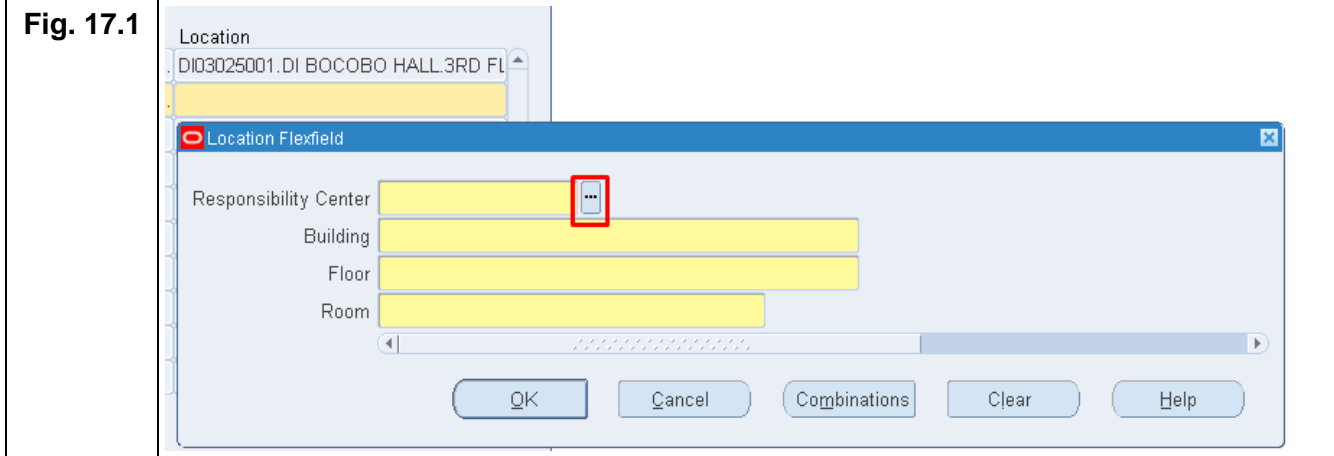 Fig. 17.1
Location
DI03025001.DI BOCOBO HALL.3RD FL
Location Flexfield
Responsibility Center
Building
Floor
Room
OK Cancel Combinations Clear Help